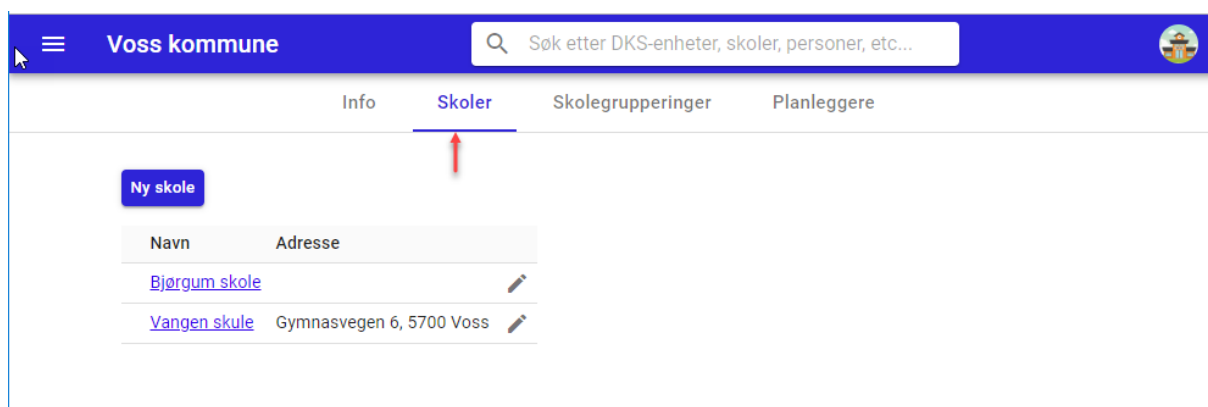 Voss kommune
Søk etter DKS-enheter, skoler, personer, etc...
Info Skoler Skolegrupperinger Planleggere
Ny skole
Navn Adresse
Bjørgum skole
Vangen skule Gymnasvegen 6, 5700 Voss